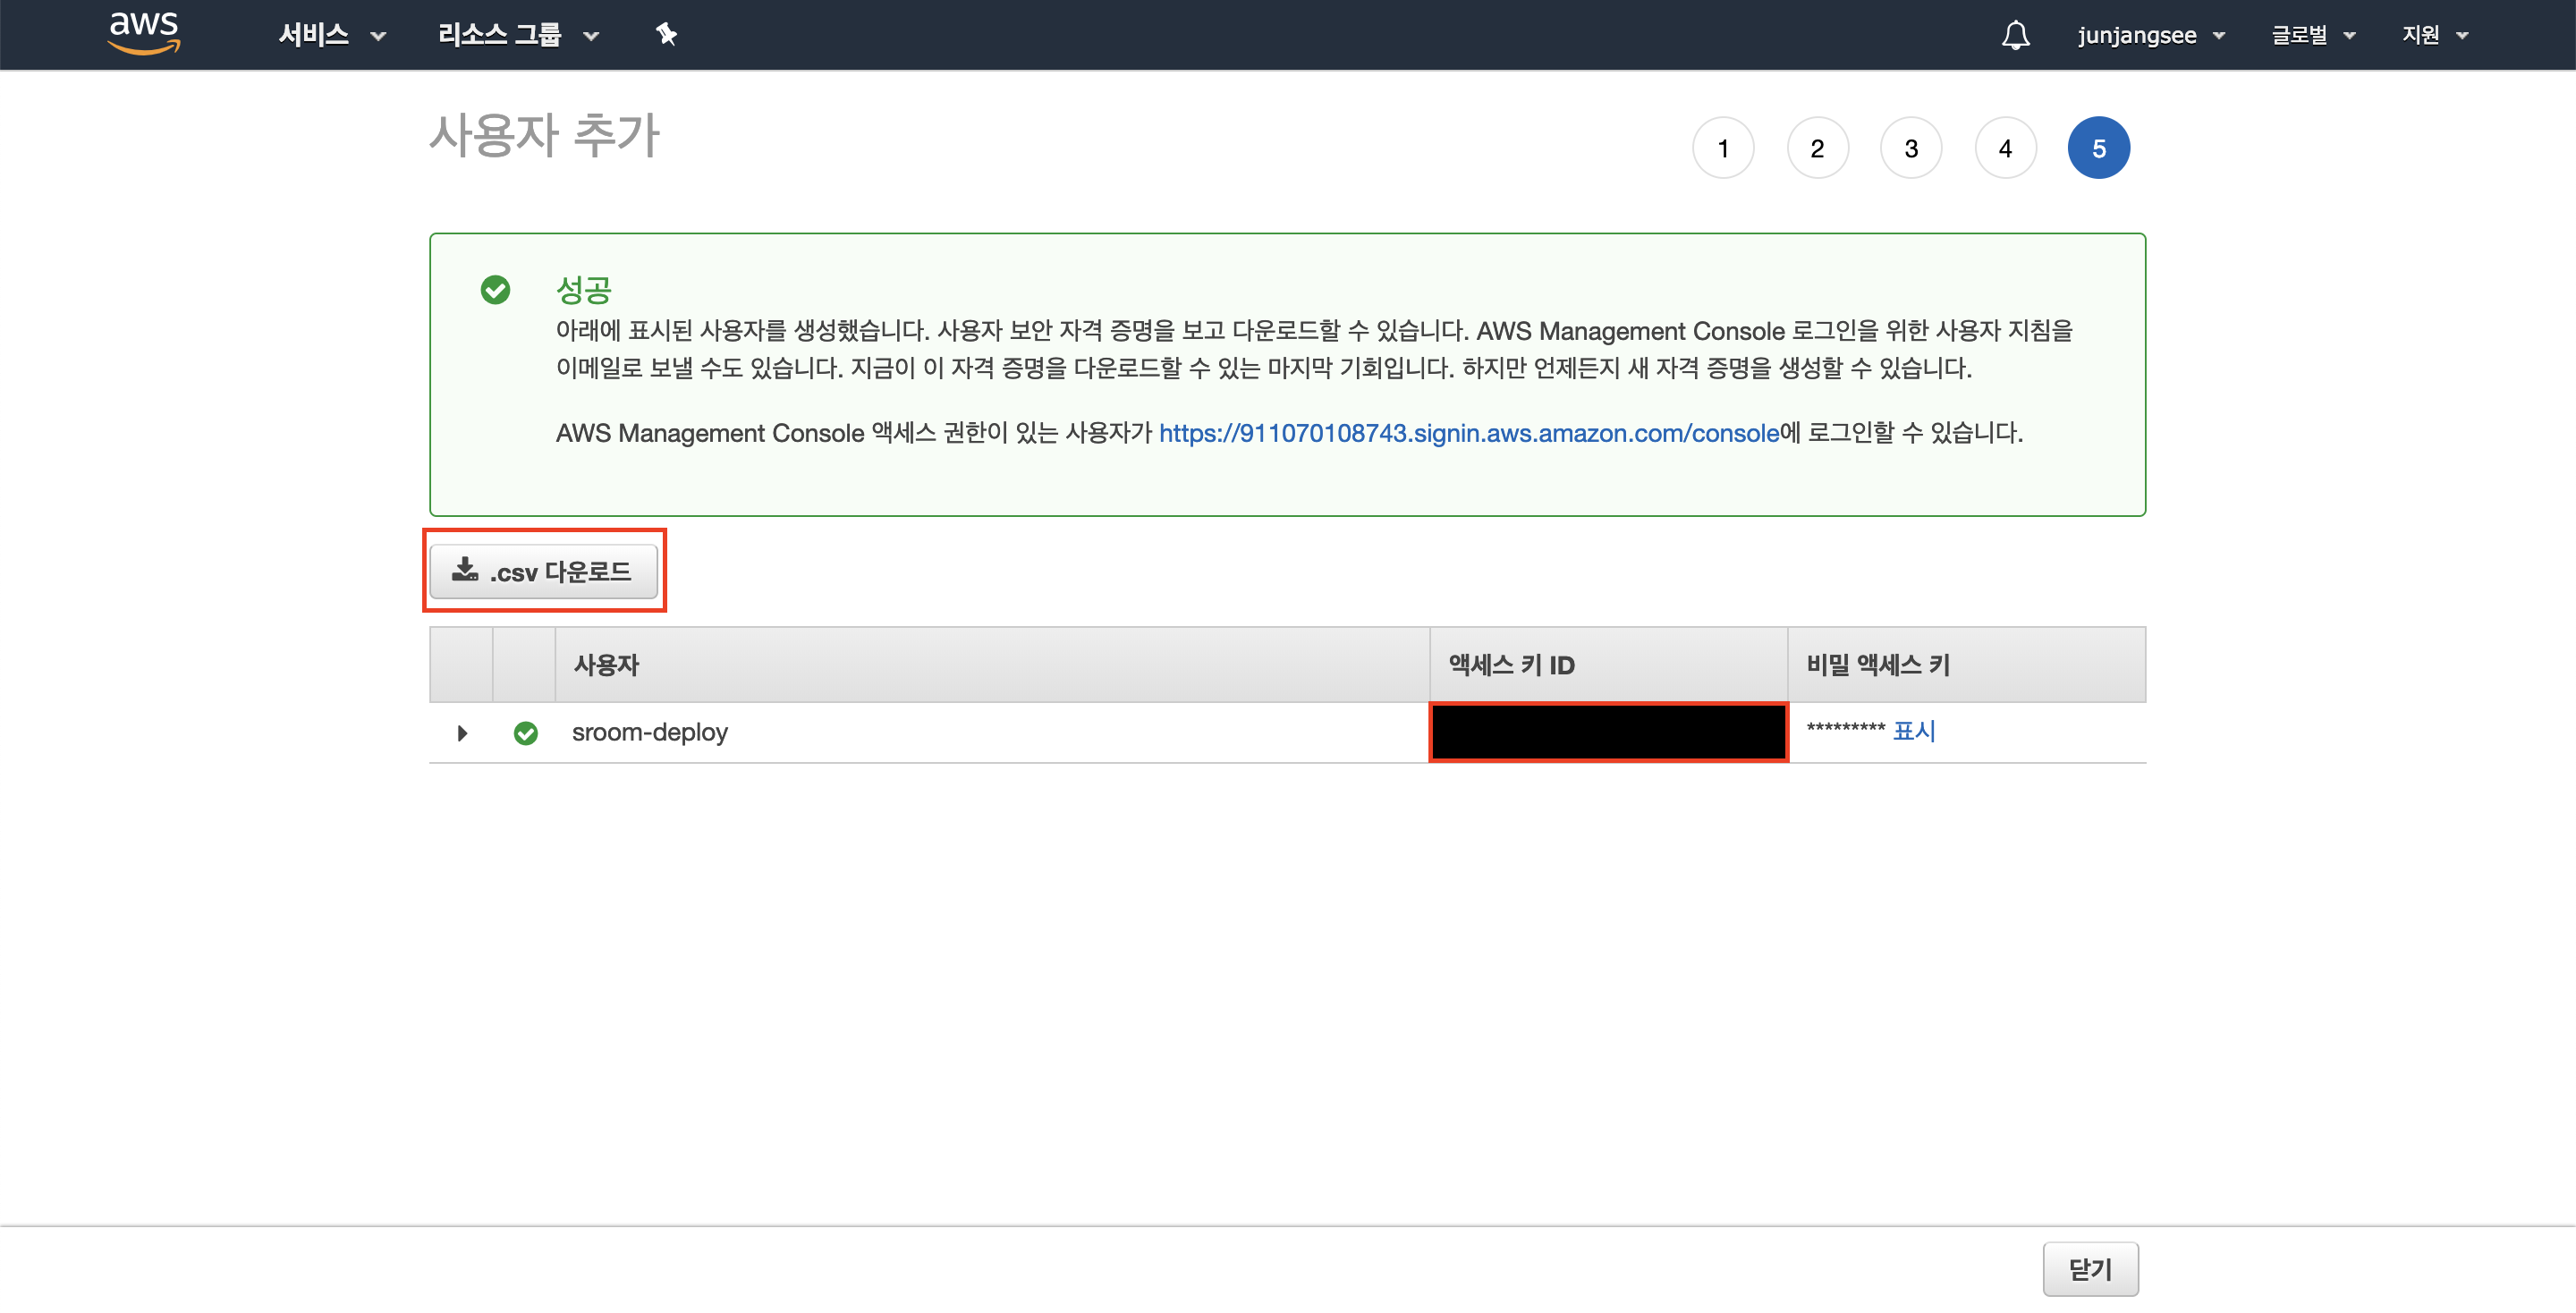 aws 서비스 리소스 그룹 junjangsee 글로벌 지원
사용자 추가
1 2 3 4 5
성공
아래에 표시된 사용자를 생성했습니다. 사용자 보안 자격 증명을 보고 다운로드할 수 있습니다. AWS Management Console 로그인을 위한 사용자 지침을
이메일로 보낼 수도 있습니다. 지금이 이 자격 증명을 다운로드할 수 있는 마지막 기회입니다. 하지만 언제든지 새 자격 증명을 생성할 수 있습니다.
AWS Management Console 액세스 권한이 있는 사용자가 https://911070108743.signin.aws.amazon.com/console에 로그인할 수 있습니다.
.csv 다운로드
사용자 액세스 키 ID 비밀 액세스 키
sroom-deploy ********* 표시
닫기